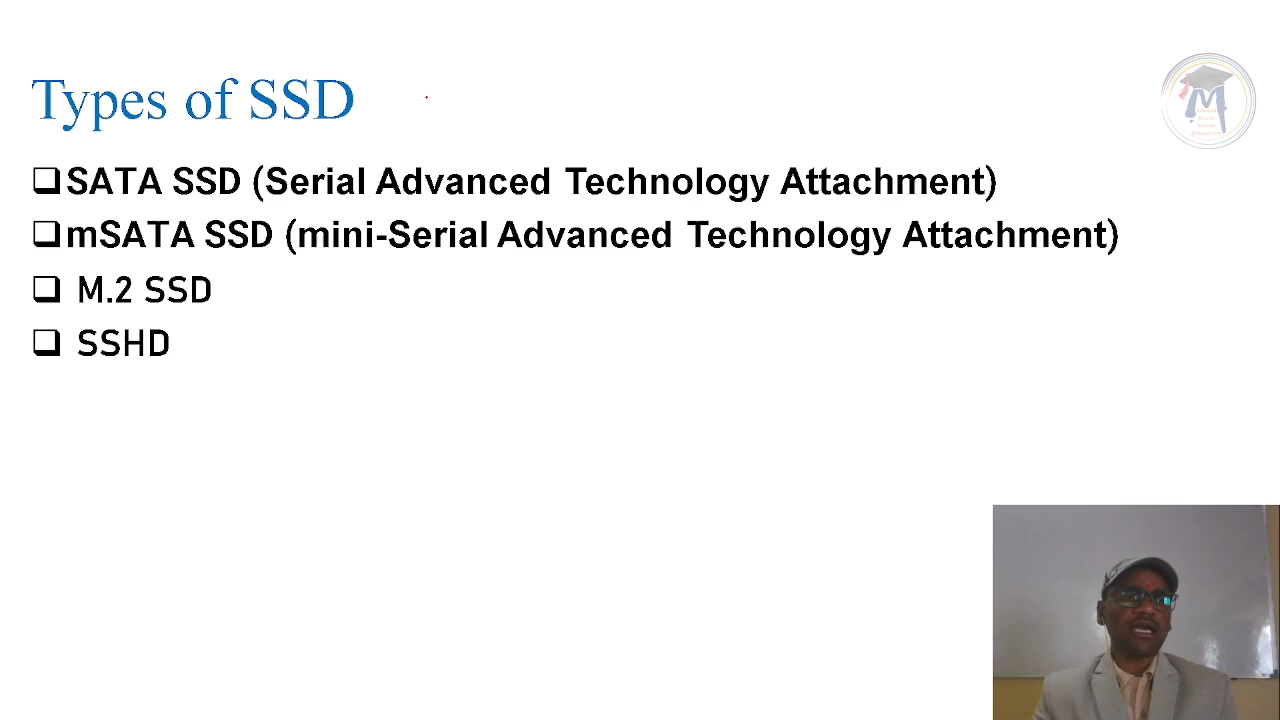 Types of SSD
SATA SSD (Serial Advanced Technology Attachment)
mSATA SSD (mini-Serial Advanced Technology Attachment)
M.2 SSD
SSHD